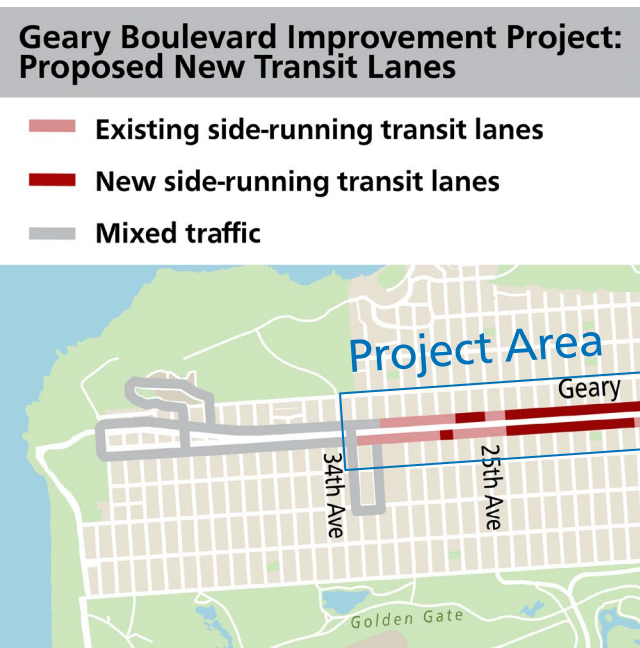 Geary Boulevard Improvement Project:
Proposed New Transit Lanes
Existing side-running transit lanes
New side-running transit lanes
Mixed traffic
Project Area
Geary
34th Ave
25th Ave
Golden Gate